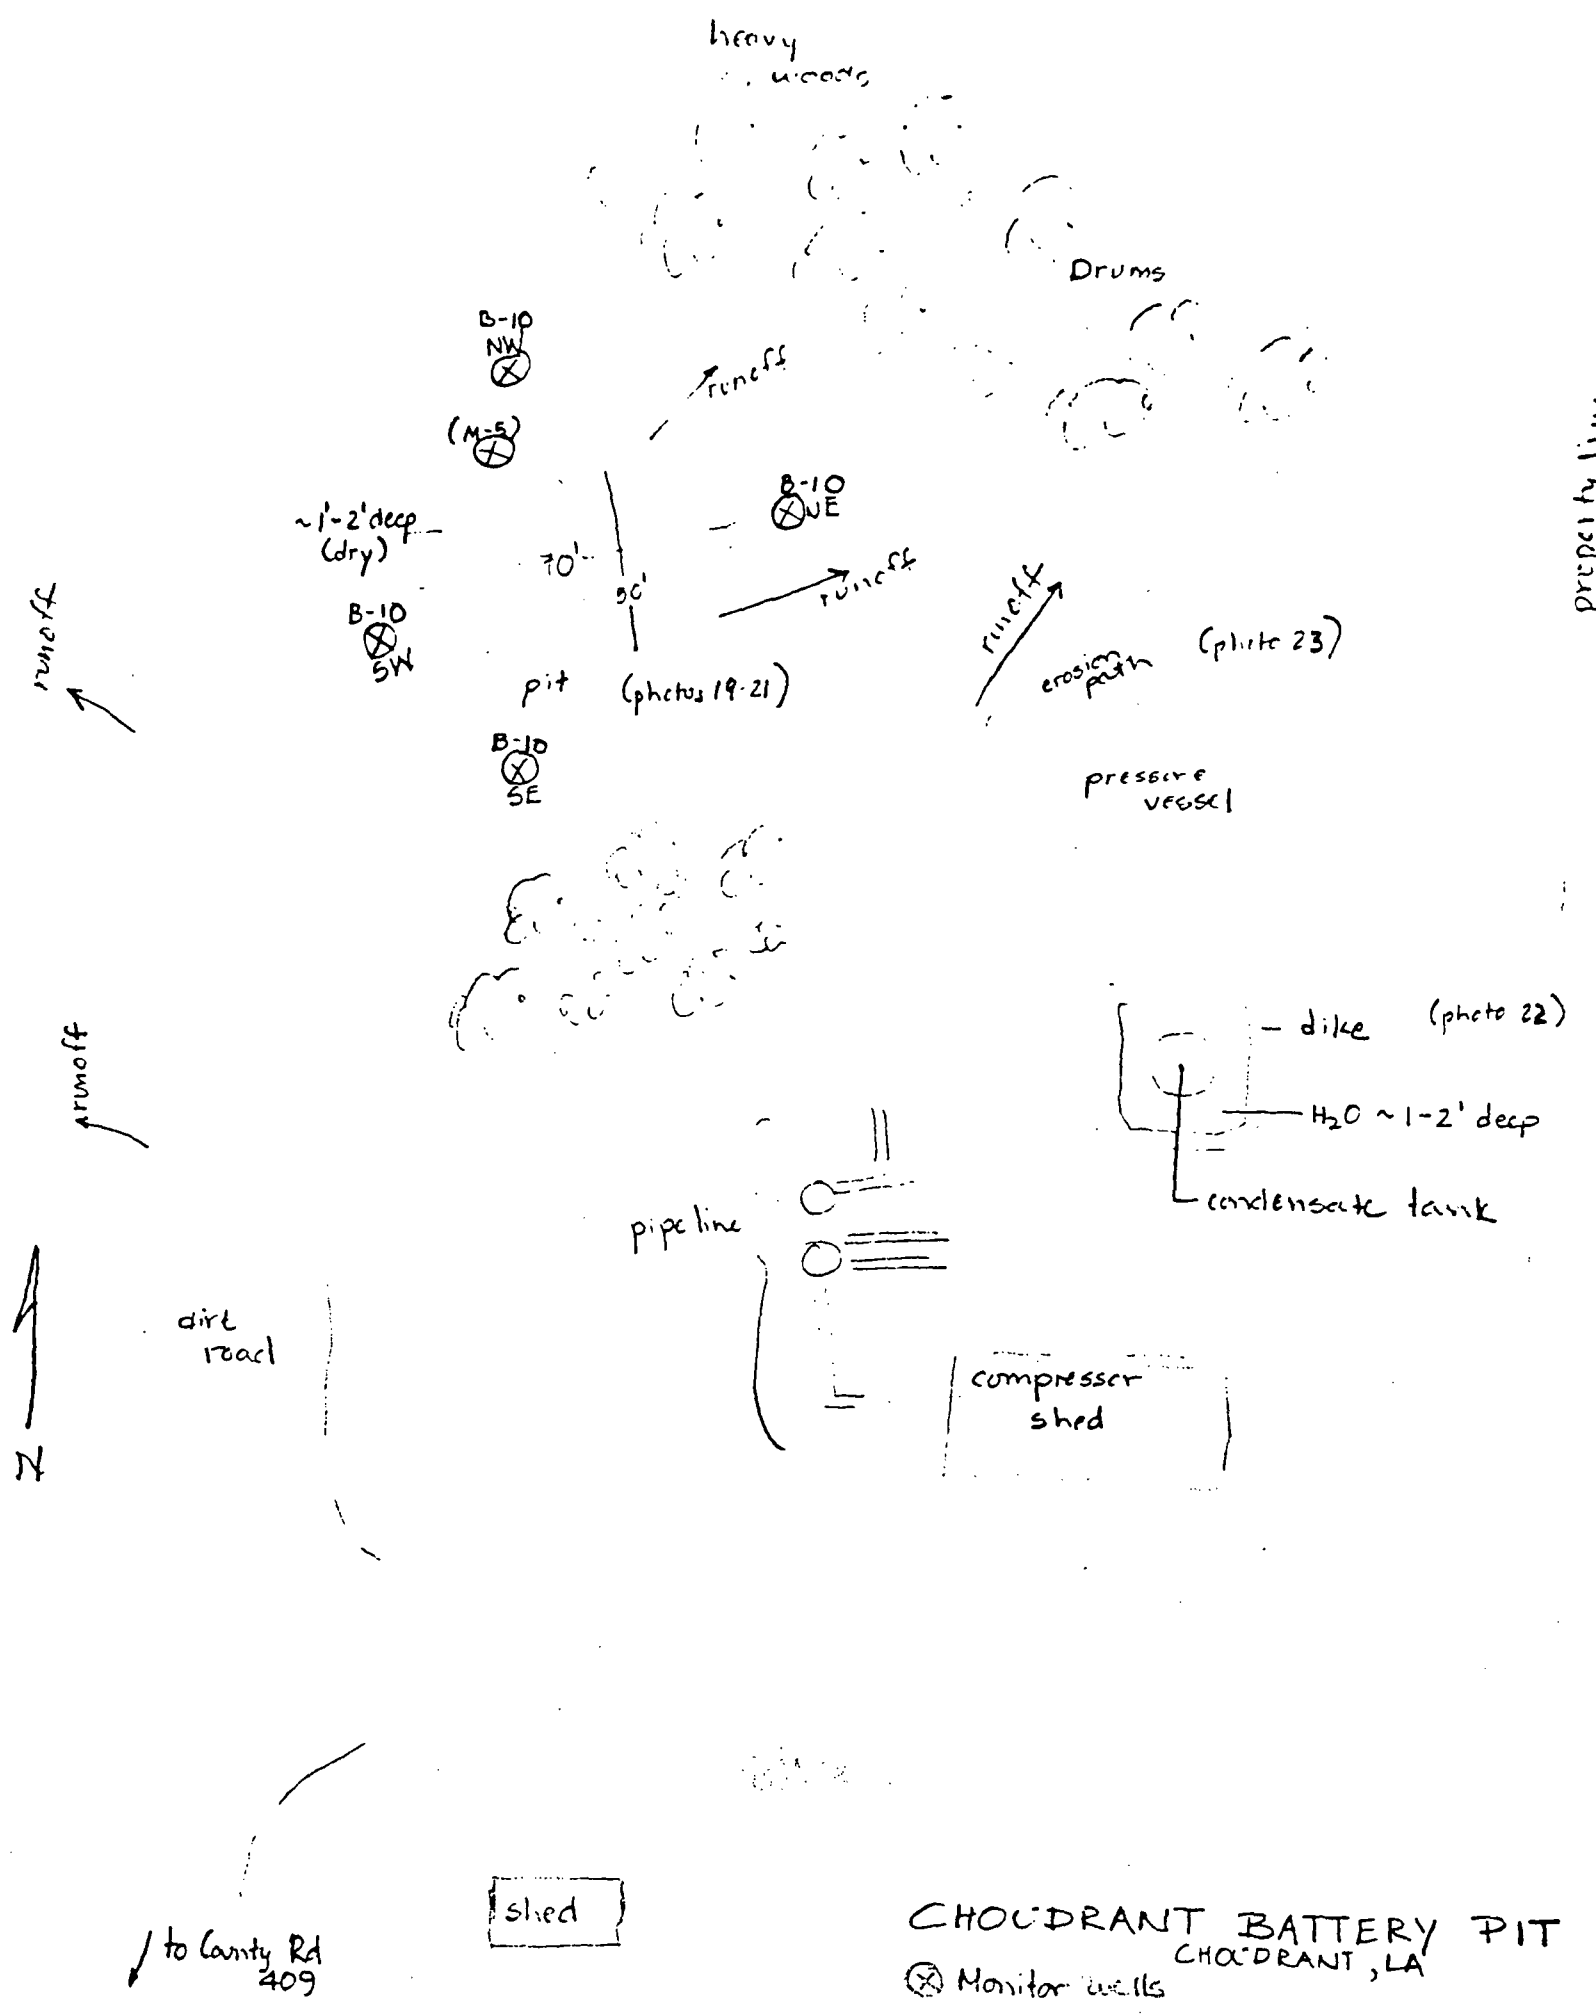 heavy
woods
Drums
B-10
NW
runoff
(M-5)
property line
B-10
NE
~1'-2' deep
(dry)
70'
50'
runoff
runoff
runoff
B-10
SW
erosion
path
(photo 23)
pit
(photos 19-21)
B-10
SE
pressure
vessel
dike
(photo 22)
runoff
H₂O ~1-2' deep
condensate tank
pipeline
dirt
road
compressor
shed
N
shed
CHOUDRANT BATTERY PIT
CHOUDRANT, LA
to County Rd
409
Monitor wells